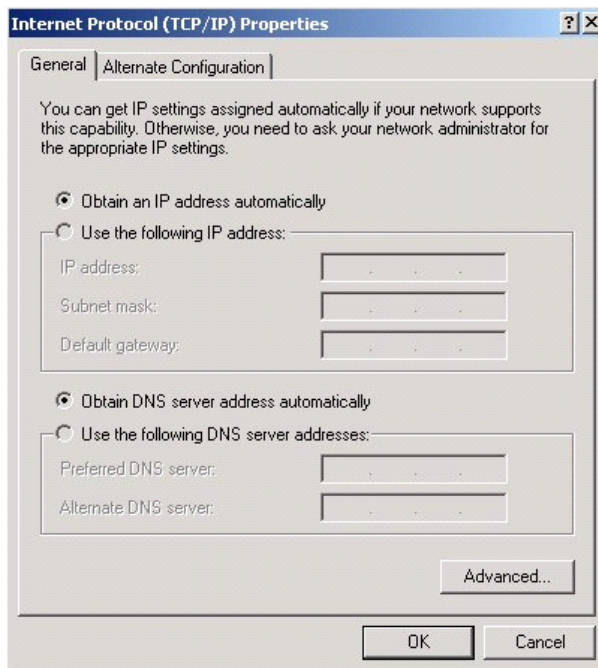 Internet Protocol (TCP/IP) Properties
General
Alternate Configuration
You can get IP settings assigned automatically if your network supports
this capability. Otherwise, you need to ask your network administrator for
the appropriate IP settings.
Obtain an IP address automatically
Use the following IP address:
IP address:
Subnet mask:
Default gateway:
Obtain DNS server address automatically
Use the following DNS server addresses:
Preferred DNS server:
Alternate DNS server:
Advanced...
OK
Cancel